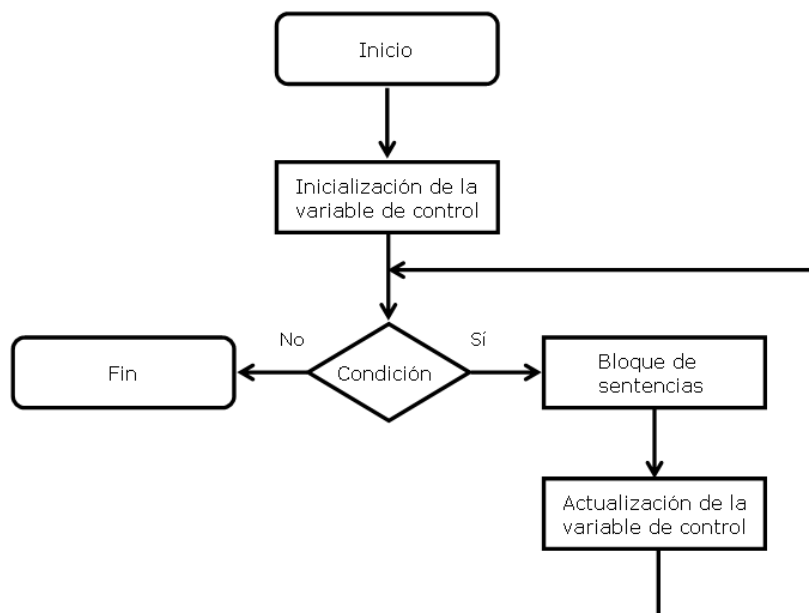 Inicio
Inicialización de la
variable de control
No
Sí
Fin
Condición
Bloque de
sentencias
Actualización de la
variable de control